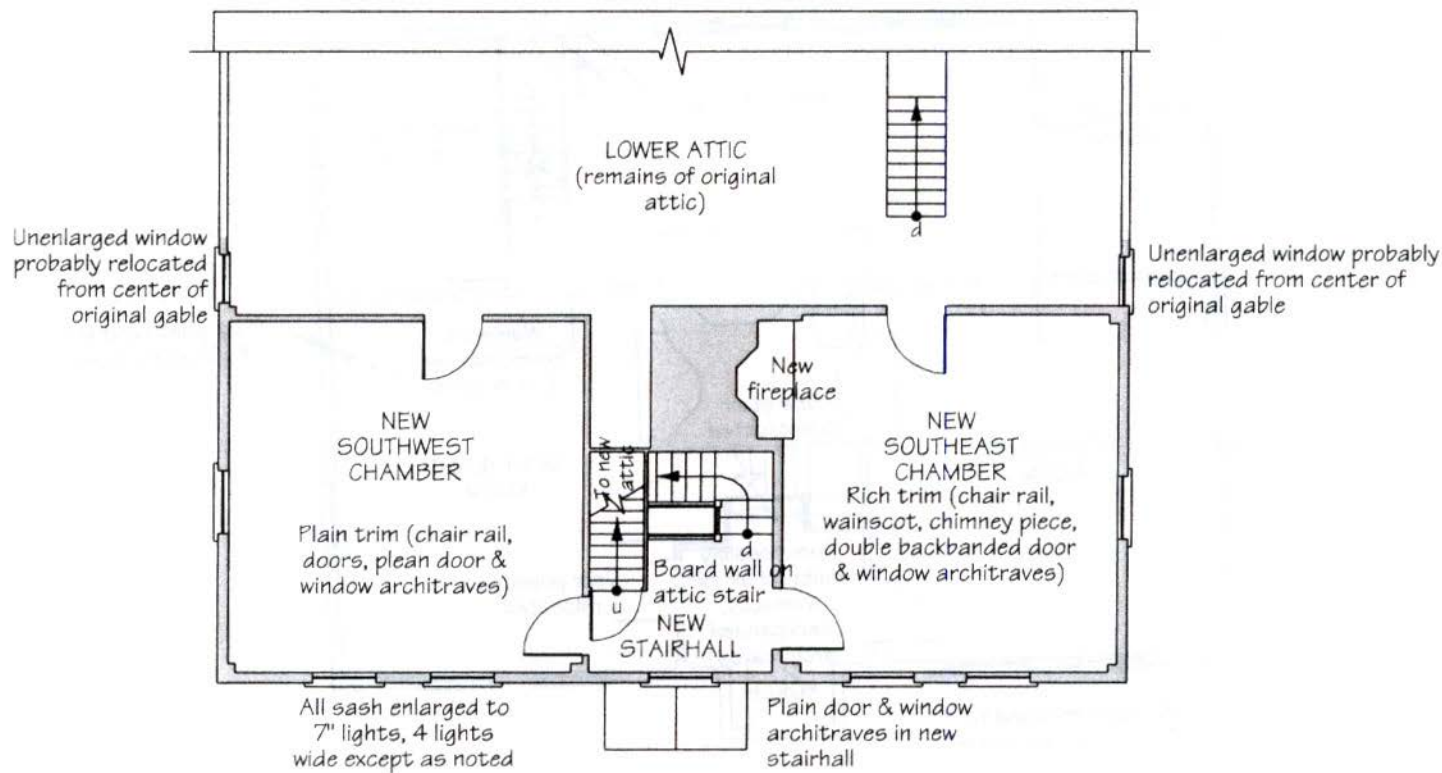 LOWER ATTIC
(remains of original
attic)
d
Unenlarged window
probably relocated
from center of
original gable
Unenlarged window probably
relocated from center of
original gable
New
fireplace
NEW
SOUTHWEST
CHAMBER
Plain trim (chair rail,
doors, plean door &
window architraves)
To new
attic
NEW
SOUTHEAST
CHAMBER
Rich trim (chair rail,
wainscot, chimney piece,
double backbanded door
& window architraves)
d
Board wall on
attic stair
u
NEW
STAIRHALL
All sash enlarged to
7" lights, 4 lights
wide except as noted
Plain door & window
architraves in new
stairhall